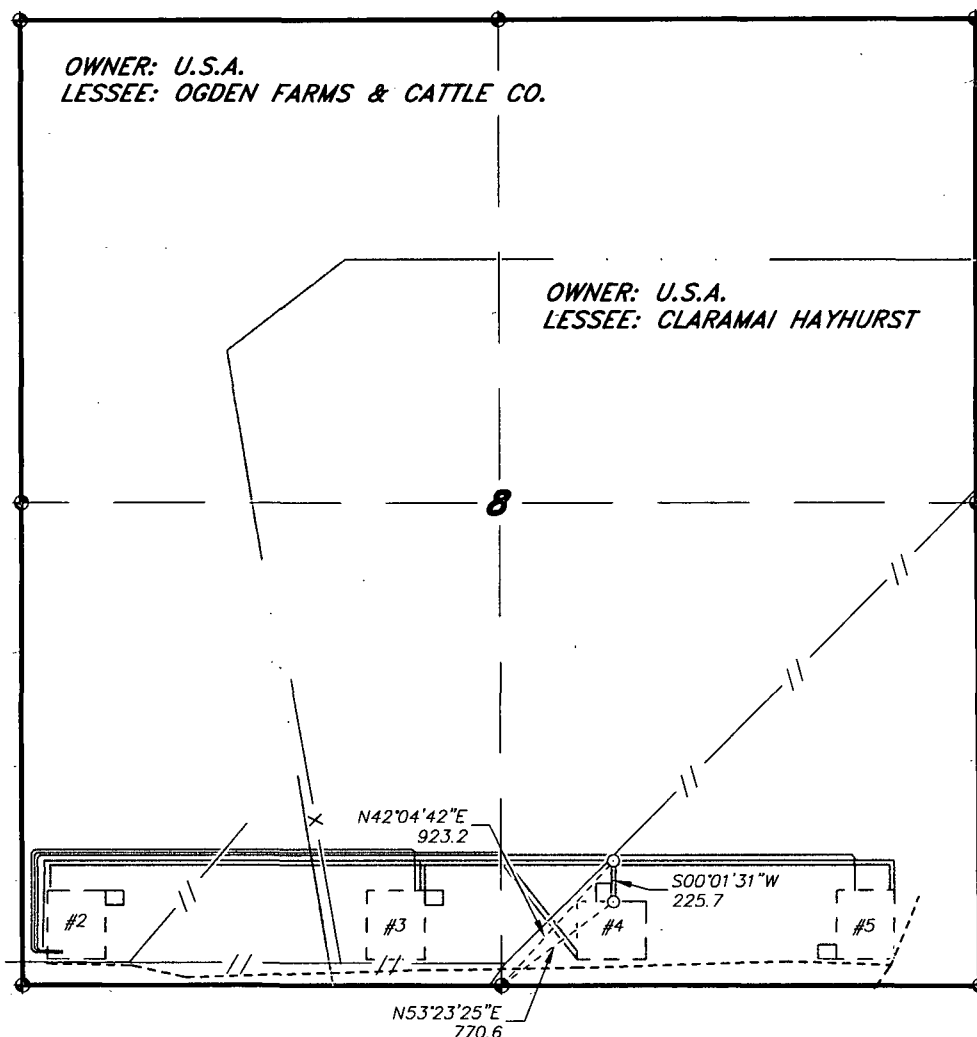 OWNER: U.S.A.
LESSEE: OGDEN FARMS & CATTLE CO.
OWNER: U.S.A.
LESSEE: CLARAMAI HAYHURST
8
X
N42°04'42"E
923.2
S00°01'31"W
225.7
#2
#3
#4
#5
N53°23'25"E
770.6